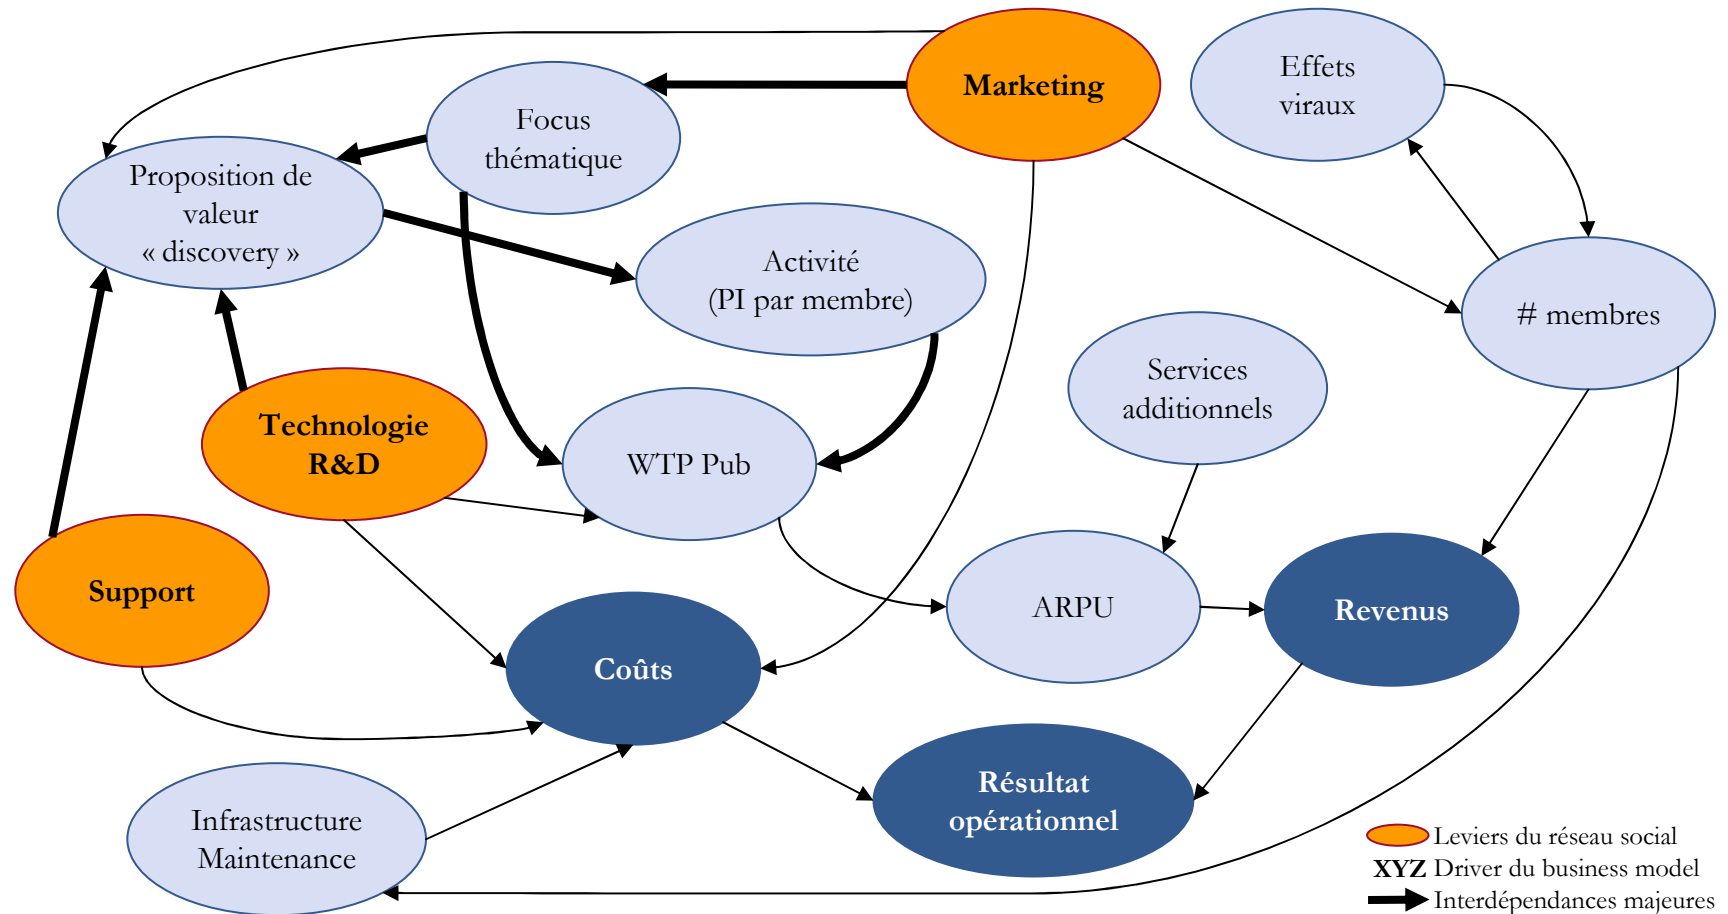 Marketing
Effets
viraux
Focus
thématique
Proposition de
valeur
« discovery »
Activité
(PI par membre)
# membres
Services
additionnels
Technologie
R&D
WTP Pub
Support
ARPU
Revenus
Coûts
Résultat
opérationnel
Infrastructure
Maintenance
Leviers du réseau social
XYZ Driver du business model
Interdépendances majeures